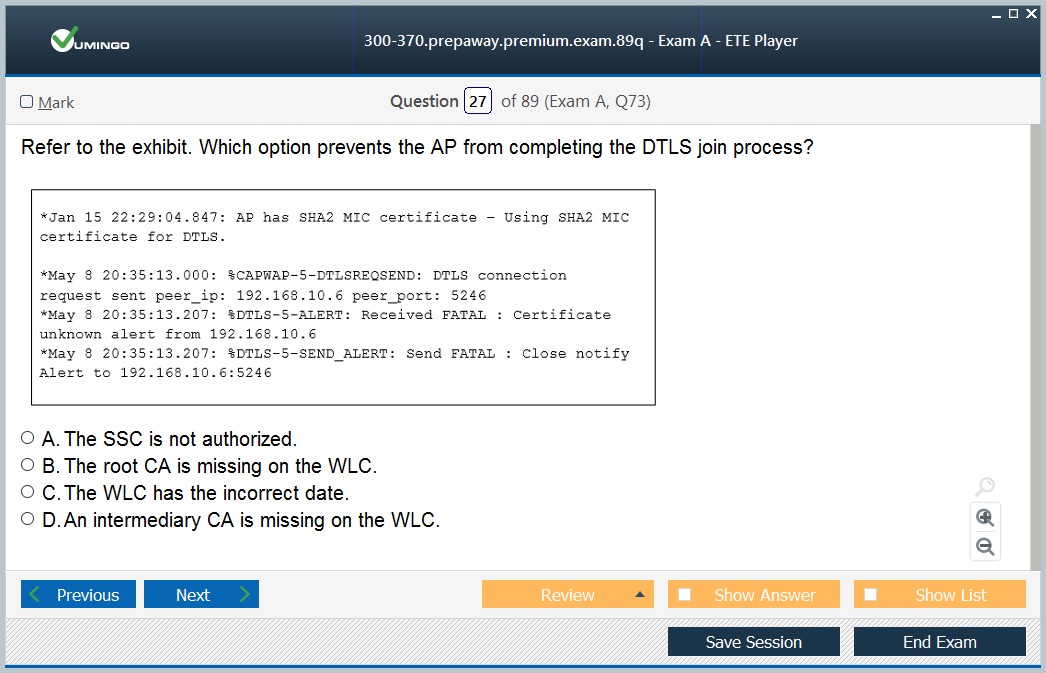 VUMINGO
300-370.prepaway.premium.exam.89q - Exam A - ETE Player
Mark
Question 27 of 89 (Exam A, Q73)
Refer to the exhibit. Which option prevents the AP from completing the DTLS join process?
*Jan 15 22:29:04.847: AP has SHA2 MIC certificate – Using SHA2 MIC
certificate for DTLS.
*May 8 20:35:13.000: %CAPWAP-5-DTLSREQSEND: DTLS connection
request sent peer_ip: 192.168.10.6 peer_port: 5246
*May 8 20:35:13.207: %DTLS-5-ALERT: Received FATAL : Certificate
unknown alert from 192.168.10.6
*May 8 20:35:13.207: %DTLS-5-SEND_ALERT: Send FATAL : Close notify
Alert to 192.168.10.6:5246
A. The SSC is not authorized.
B. The root CA is missing on the WLC.
C. The WLC has the incorrect date.
D. An intermediary CA is missing on the WLC.
Previous
Next
Review
Show Answer
Show List
Save Session
End Exam